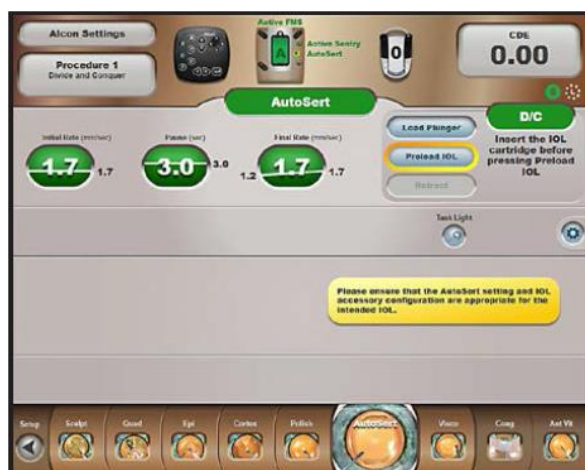 Alcon Settings
Procedure 1
Divide and Conquer
Active FMS
A
Active Sentry
AutoSert
0
CDE
0.00
AutoSert
D/C
Initial Rate (mm/sec)
1.7
1.7
Pause (sec)
3.0
3.0
Final Rate (mm/sec)
1.2
1.7
1.7
Load Plunger
Preload IOL
Retract
Insert the IOL
cartridge before
pressing Preload
IOL
Task Light
Please ensure that the AutoSert setting and IOL
accessory configuration are appropriate for the
intended IOL.
Setup
Sculpt
Quad
Epi
Cortex
Polish
AutoSert
Visco
Coag
Ant Vit